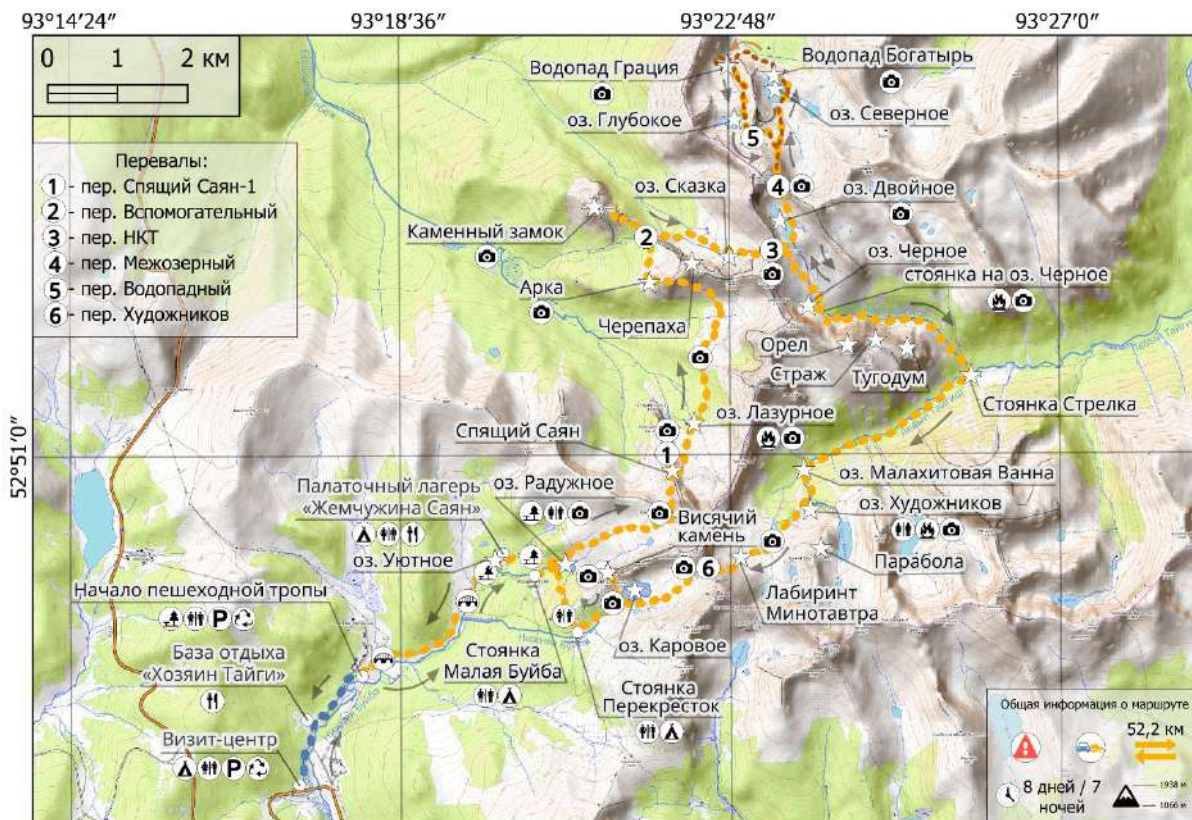 93°14′24″ 93°18′36″ 93°22′48″ 93°27′0″
0 1 2 км
Водопад Грация
Водопад Богатырь
оз. Глубокое
оз. Северное
5
Перевалы:
1 - пер. Спящий Саян-1
2 - пер. Вспомогательный
3 - пер. НКТ
4 - пер. Межозерный
5 - пер. Водопадный
6 - пер. Художников
оз. Сказка
4
оз. Двойное
Каменный замок
2
3
оз. Черное
стоянка на оз. Черное
Арка
Черепаха
Орел
Страж
Тугодум
Стоянка Стрелка
оз. Лазурное
Спящий Саян
1
52°51′0″
оз. Малахитовая Ванна
Палаточный лагерь
«Жемчужина Саян»
оз. Радужное
оз. Художников
Висячий
камень
оз. Уютное
6
Парабола
Начало пешеходной тропы
P
Лабиринт
Минотавтра
оз. Каровое
База отдыха
«Хозяин Тайги»
Стоянка
Малая Буйба
Стоянка
Перекресток
Визит-центр
P
Общая информация о маршруте
52,2 км
8 дней / 7
ночей
1938 м
1066 м